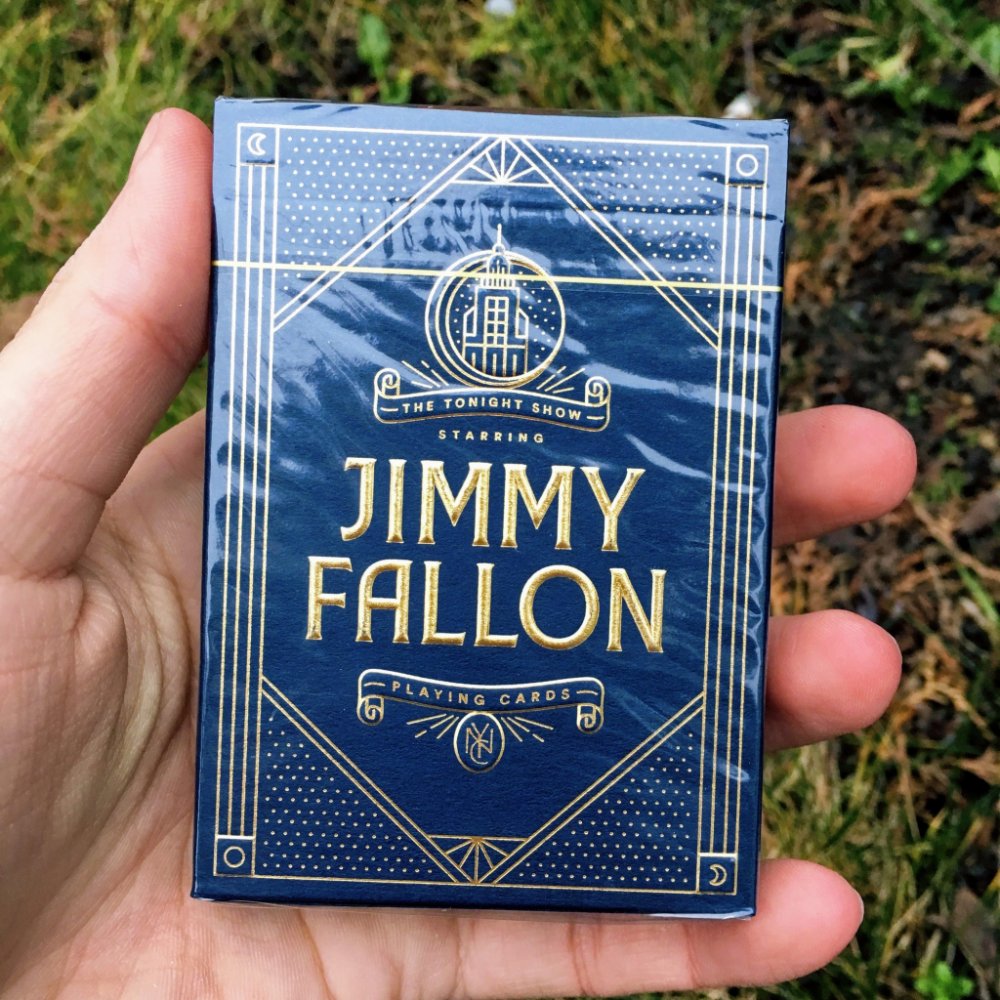 THE TONIGHT SHOW
STARRING
JIMMY
FALLON
PLAYING CARDS
NYC